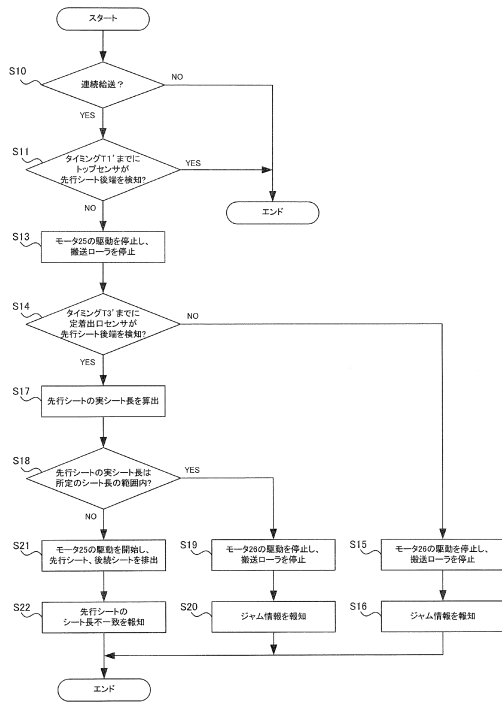 スタート
S10
連続給送？
NO
YES
S11
タイミングT1'までに
トップセンサが
先行シート後端を検知?
YES
NO
エンド
S13
モータ25の駆動を停止し、
搬送ローラを停止
S14
タイミングT3'までに
定着出口センサが
先行シート後端を検知?
NO
YES
S17
先行シートの実シート長を算出
S18
先行シートの実シート長は
所定のシート長の範囲内?
YES
NO
S21
モータ25の駆動を開始し、
先行シート、後続シートを排出
S19
モータ26の駆動を停止し、
搬送ローラを停止
S15
モータ26の駆動を停止し、
搬送ローラを停止
S22
先行シートの
シート長不一致を報知
S20
ジャム情報を報知
S16
ジャム情報を報知
エンド